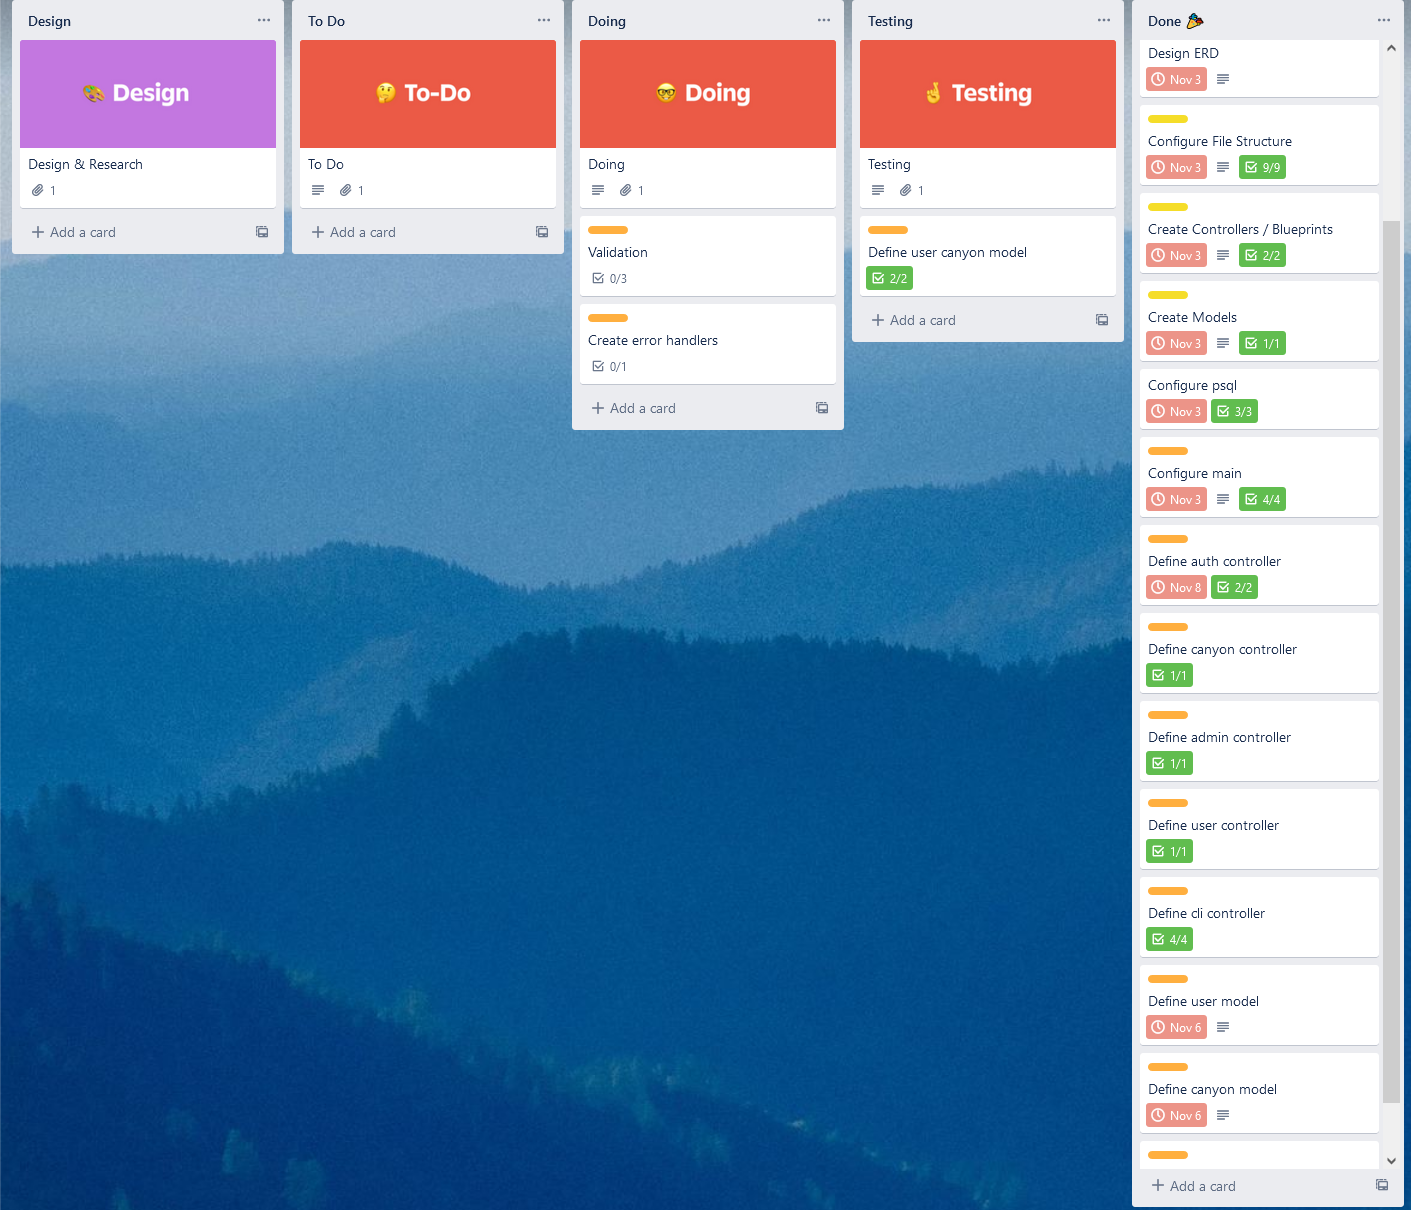 Design
Design
Design & Research
1
Add a card
To Do
To-Do
To Do
1
Add a card
Doing
Doing
Doing
1
Validation
0/3
Create error handlers
0/1
Add a card
Testing
Testing
Testing
1
Define user canyon model
2/2
Add a card
Done
Design ERD
Nov 3
Configure File Structure
Nov 3 9/9
Create Controllers / Blueprints
Nov 3 2/2
Create Models
Nov 3 1/1
Configure psql
Nov 3 3/3
Configure main
Nov 3 4/4
Define auth controller
Nov 8 2/2
Define canyon controller
1/1
Define admin controller
1/1
Define user controller
1/1
Define cli controller
4/4
Define user model
Nov 6
Define canyon model
Nov 6
Add a card